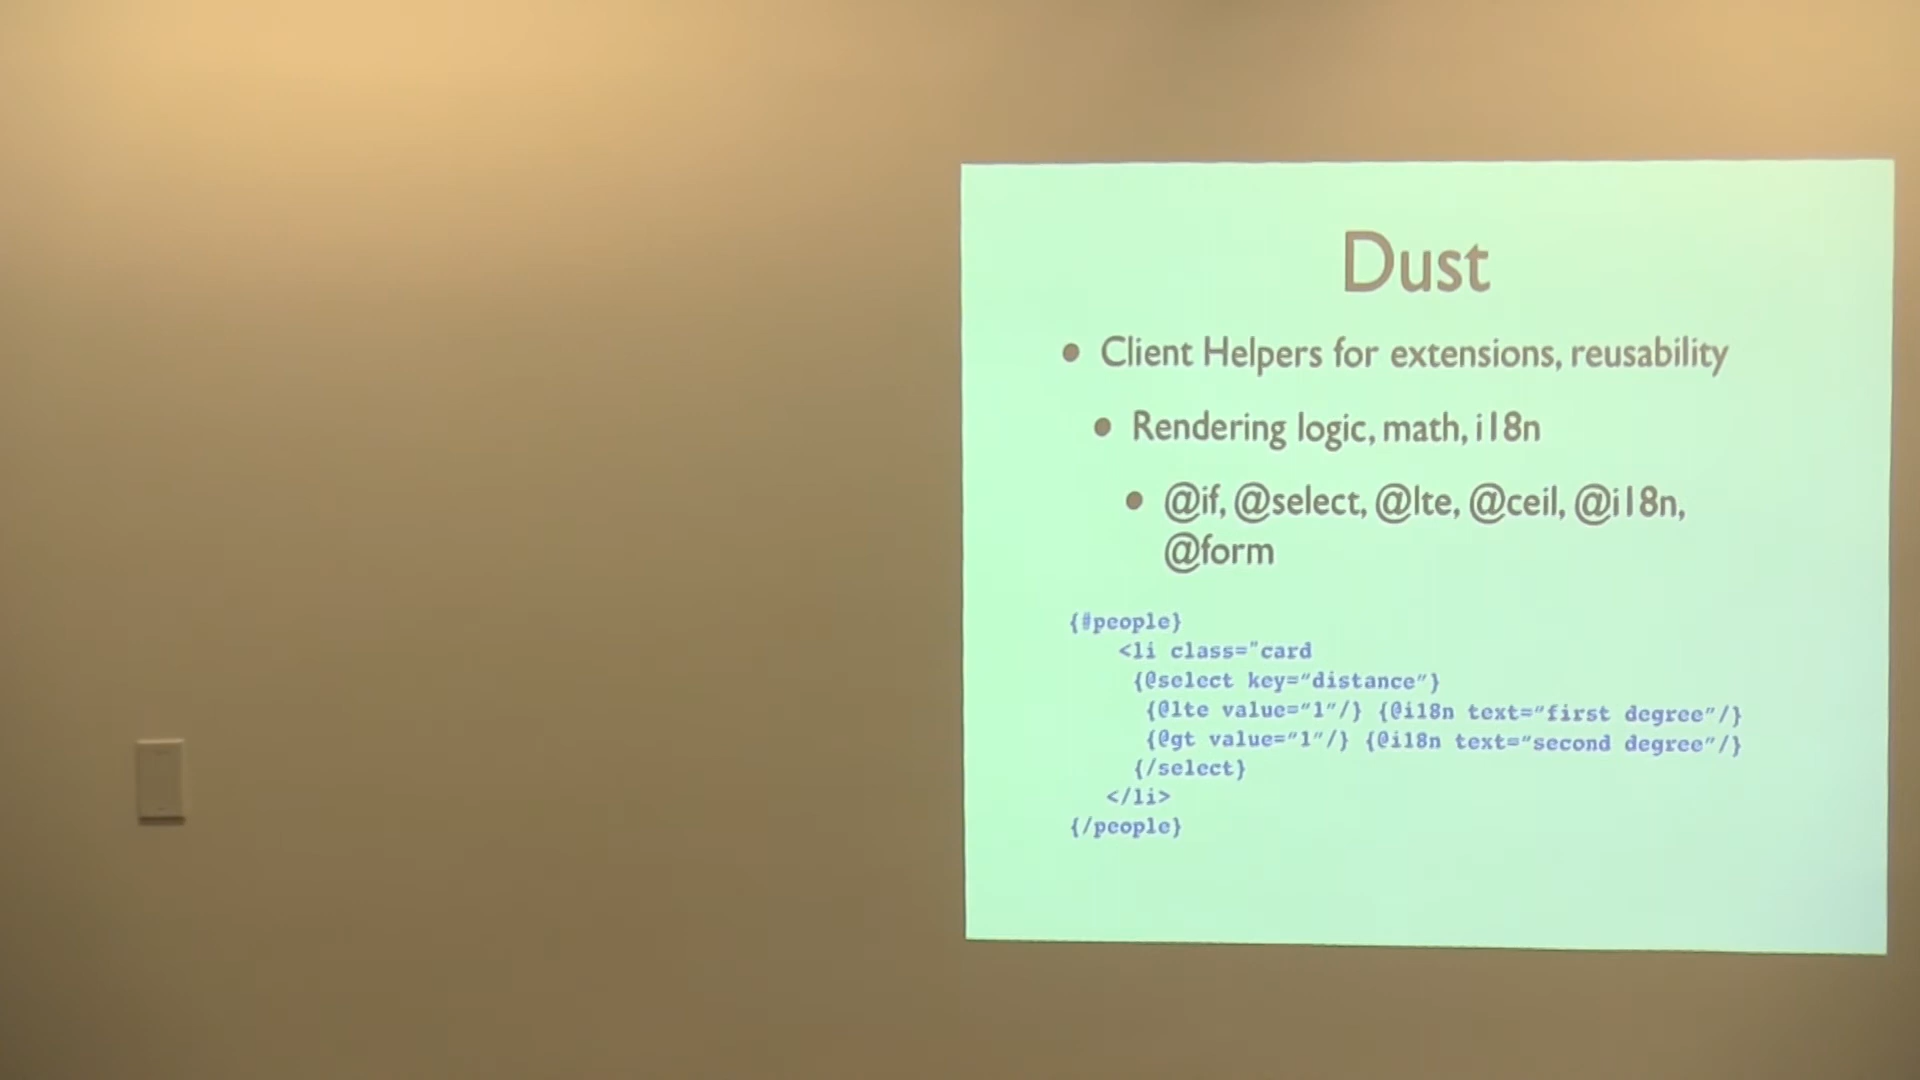 Dust
• Client Helpers for extensions, reusability
• Rendering logic, math, i18n
• @if, @select, @lte, @ceil, @i18n,
@form
{#people}
<li class="card
{@select key=“distance”}
{@lte value=“1”/} {@i18n text=“first degree”/}
{@gt value=“1”/} {@i18n text=“second degree”/}
{/select}
</li>
{/people}